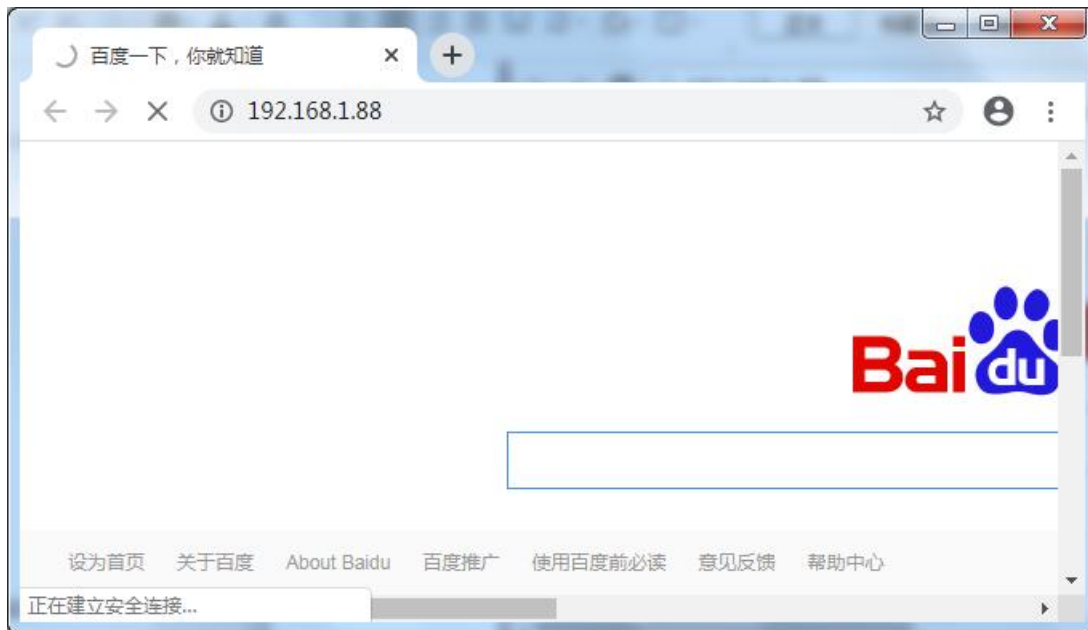 百度一下，你就知道
192.168.1.88
Bai du
设为首页 关于百度 About Baidu 百度推广 使用百度前必读 意见反馈 帮助中心
正在建立安全连接...